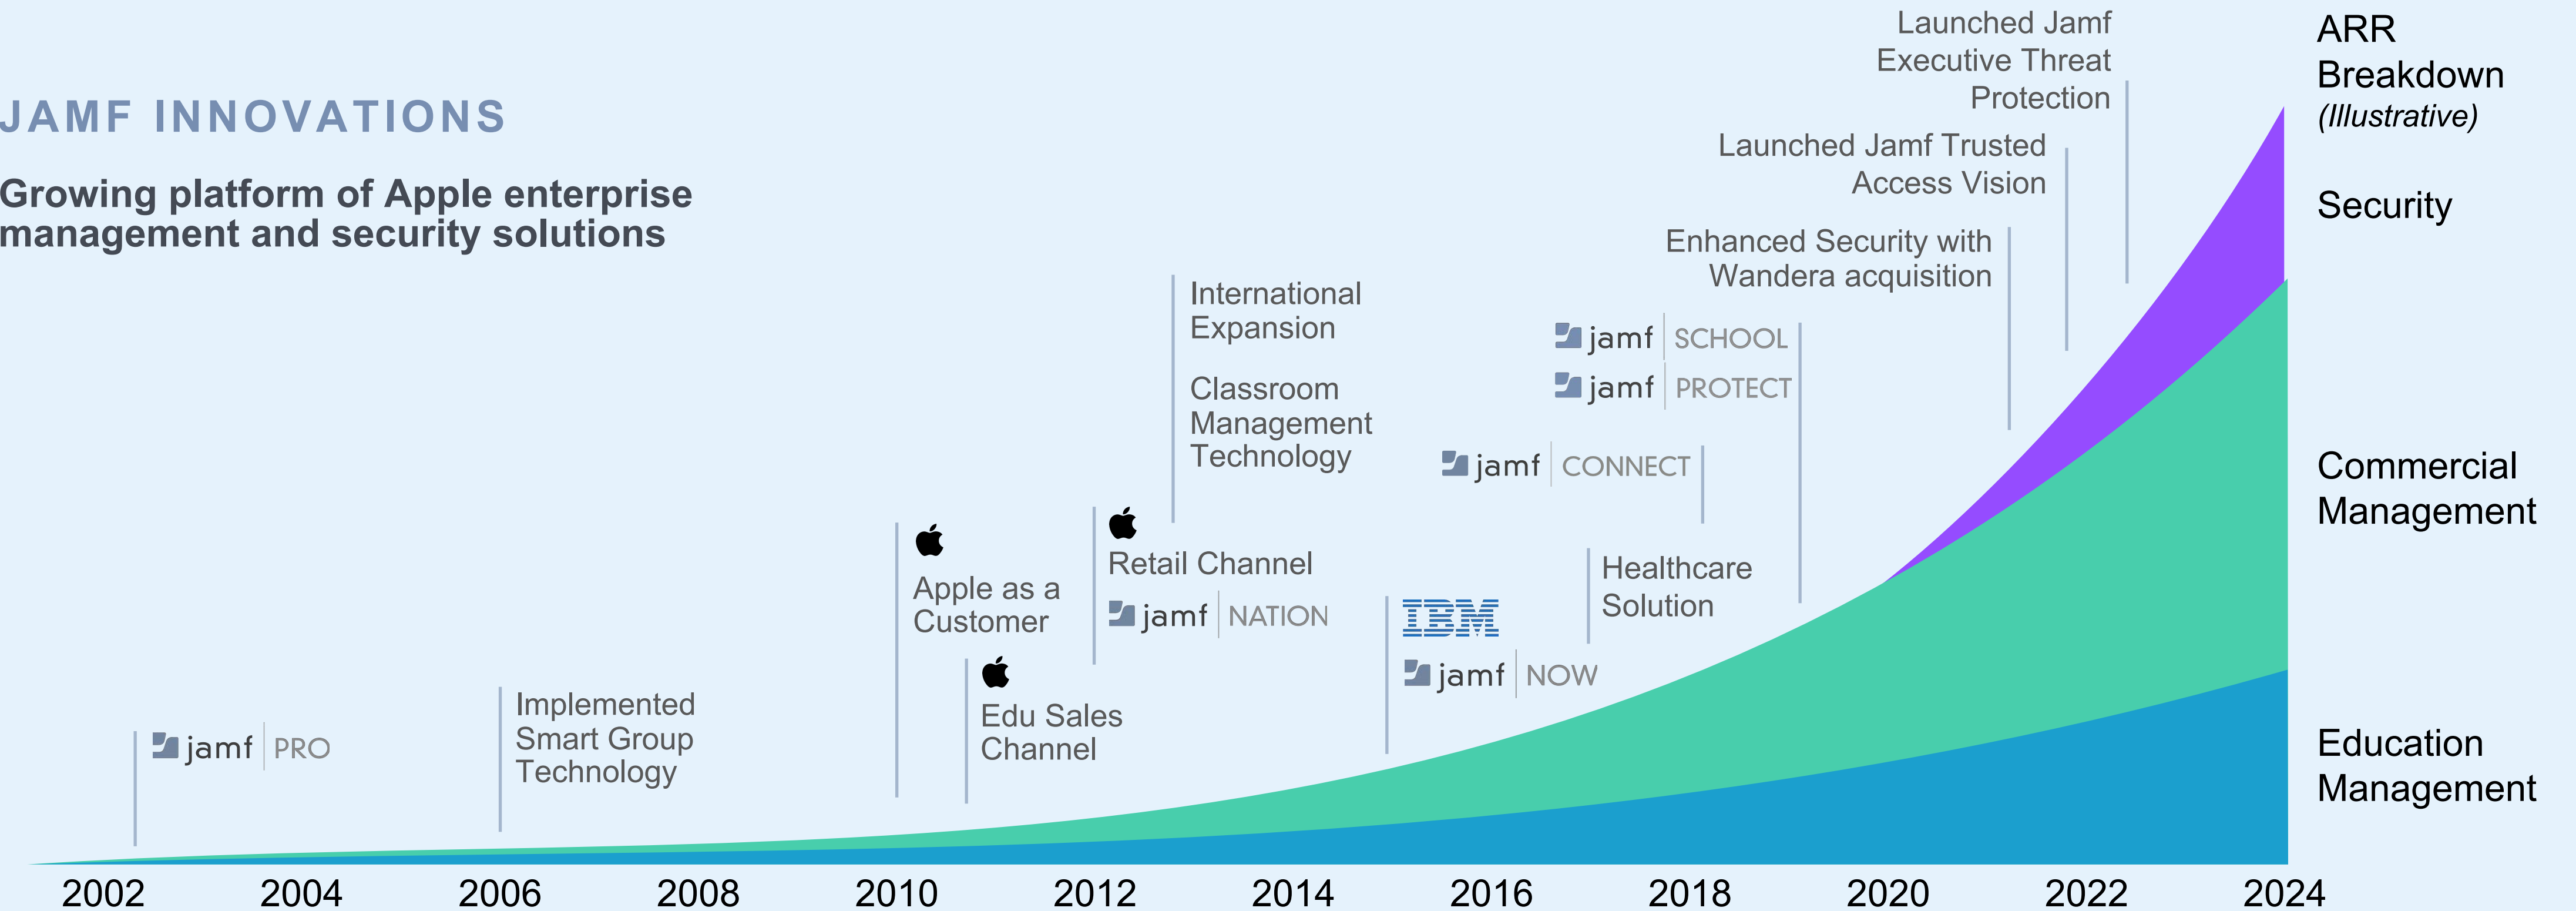 JAMF INNOVATIONS
Growing platform of Apple enterprise
management and security solutions
jamf PRO
Implemented
Smart Group
Technology
Apple as a
Customer
Edu Sales
Channel
Retail Channel
jamf NATION
International
Expansion
Classroom
Management
Technology
IBM
jamf NOW
Healthcare
Solution
jamf CONNECT
jamf SCHOOL
jamf PROTECT
Enhanced Security with
Wandera acquisition
Launched Jamf Trusted
Access Vision
Launched Jamf
Executive Threat
Protection
ARR
Breakdown
(Illustrative)
Security
Commercial
Management
Education
Management
2002 2004 2006 2008 2010 2012 2014 2016 2018 2020 2022 2024